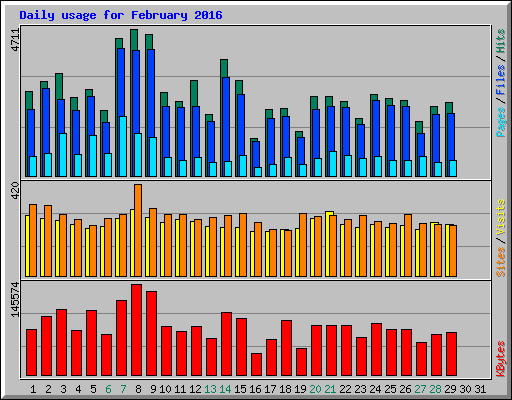 Daily usage for February 2016
4711
Pages / Files / Hits
420
Sites / Visits
145574
KBytes
1 2 3 4 5 6 7 8 9 10 11 12 13 14 15 16 17 18 19 20 21 22 23 24 25 26 27 28 29 30 31